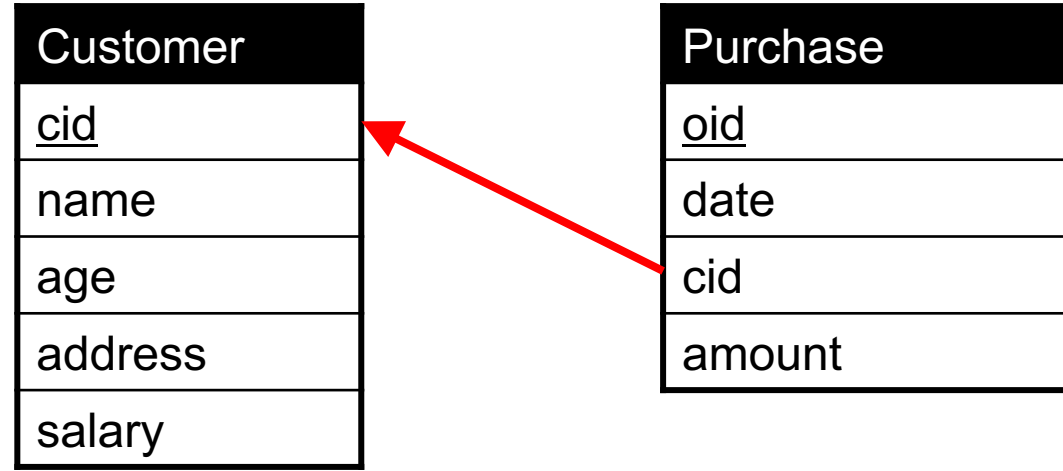 Customer
cid
name
age
address
salary
Purchase
oid
date
cid
amount